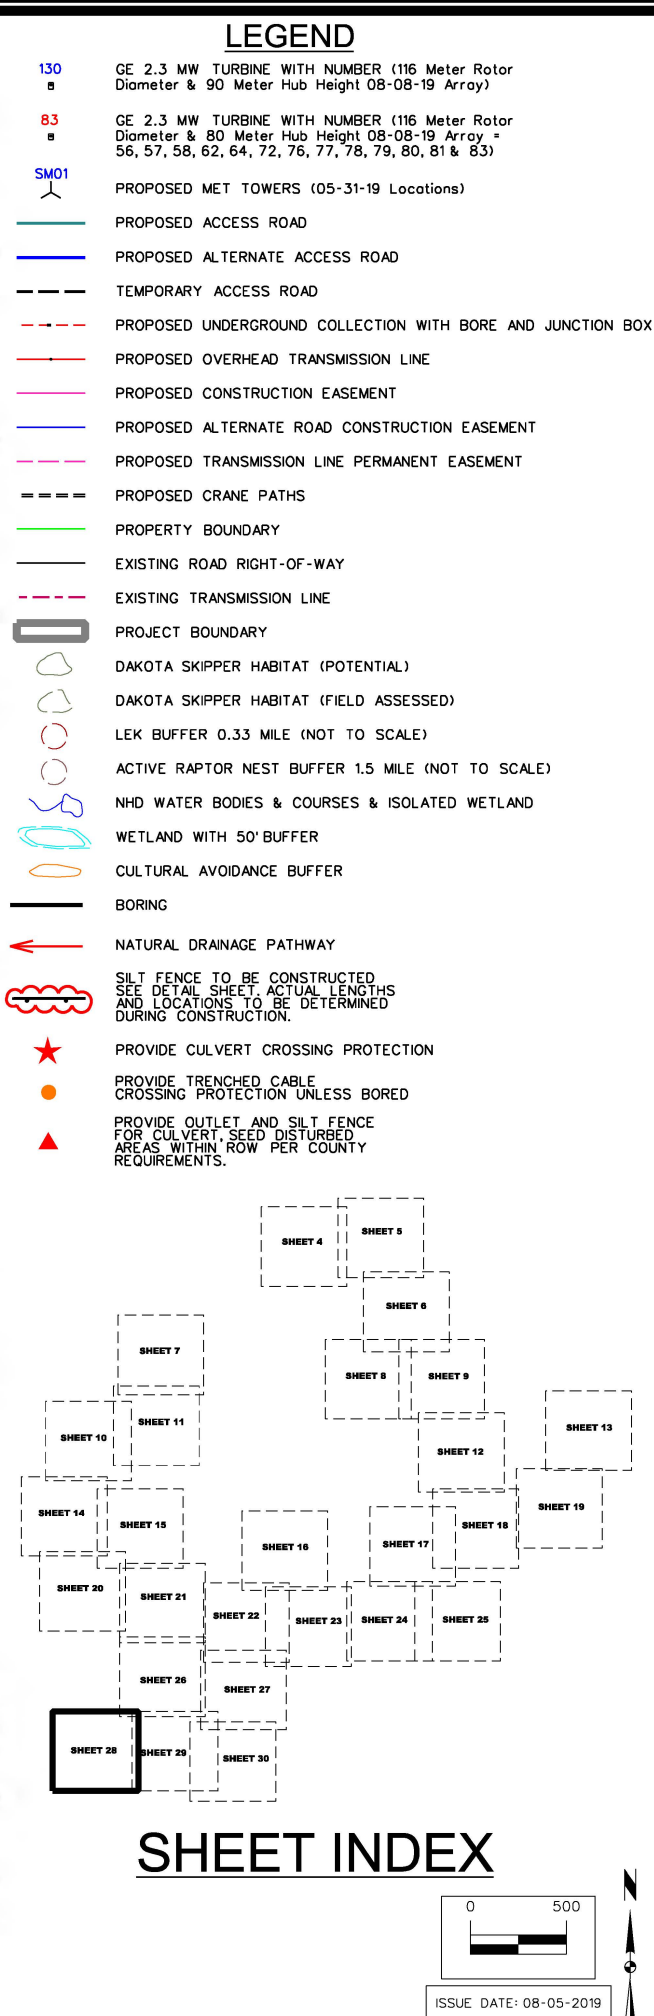 LEGEND
130
GE 2.3 MW TURBINE WITH NUMBER (116 Meter Rotor
Diameter & 90 Meter Hub Height 08-08-19 Array)
83
GE 2.3 MW TURBINE WITH NUMBER (116 Meter Rotor
Diameter & 80 Meter Hub Height 08-08-19 Array =
56, 57, 58, 62, 64, 72, 76, 77, 78, 79, 80, 81 & 83)
SM01
PROPOSED MET TOWERS (05-31-19 Locations)
PROPOSED ACCESS ROAD
PROPOSED ALTERNATE ACCESS ROAD
TEMPORARY ACCESS ROAD
PROPOSED UNDERGROUND COLLECTION WITH BORE AND JUNCTION BOX
PROPOSED OVERHEAD TRANSMISSION LINE
PROPOSED CONSTRUCTION EASEMENT
PROPOSED ALTERNATE ROAD CONSTRUCTION EASEMENT
PROPOSED TRANSMISSION LINE PERMANENT EASEMENT
PROPOSED CRANE PATHS
PROPERTY BOUNDARY
EXISTING ROAD RIGHT-OF-WAY
EXISTING TRANSMISSION LINE
PROJECT BOUNDARY
DAKOTA SKIPPER HABITAT (POTENTIAL)
DAKOTA SKIPPER HABITAT (FIELD ASSESSED)
LEK BUFFER 0.33 MILE (NOT TO SCALE)
ACTIVE RAPTOR NEST BUFFER 1.5 MILE (NOT TO SCALE)
NHD WATER BODIES & COURSES & ISOLATED WETLAND
WETLAND WITH 50' BUFFER
CULTURAL AVOIDANCE BUFFER
BORING
NATURAL DRAINAGE PATHWAY
SILT FENCE TO BE CONSTRUCTED
SEE DETAIL SHEET. ACTUAL LENGTHS
AND LOCATIONS TO BE DETERMINED
DURING CONSTRUCTION.
PROVIDE CULVERT CROSSING PROTECTION
PROVIDE TRENCHED CABLE
CROSSING PROTECTION UNLESS BORED
PROVIDE OUTLET AND SILT FENCE
FOR CULVERT, SEED DISTURBED
AREAS WITHIN ROW PER COUNTY
REQUIREMENTS.
SHEET 4
SHEET 5
SHEET 6
SHEET 7
SHEET 8
SHEET 9
SHEET 10
SHEET 11
SHEET 12
SHEET 13
SHEET 14
SHEET 15
SHEET 16
SHEET 17
SHEET 18
SHEET 19
SHEET 20
SHEET 21
SHEET 22
SHEET 23
SHEET 24
SHEET 25
SHEET 26
SHEET 27
SHEET 28
SHEET 29
SHEET 30
SHEET INDEX
N
0 500
ISSUE DATE: 08-05-2019